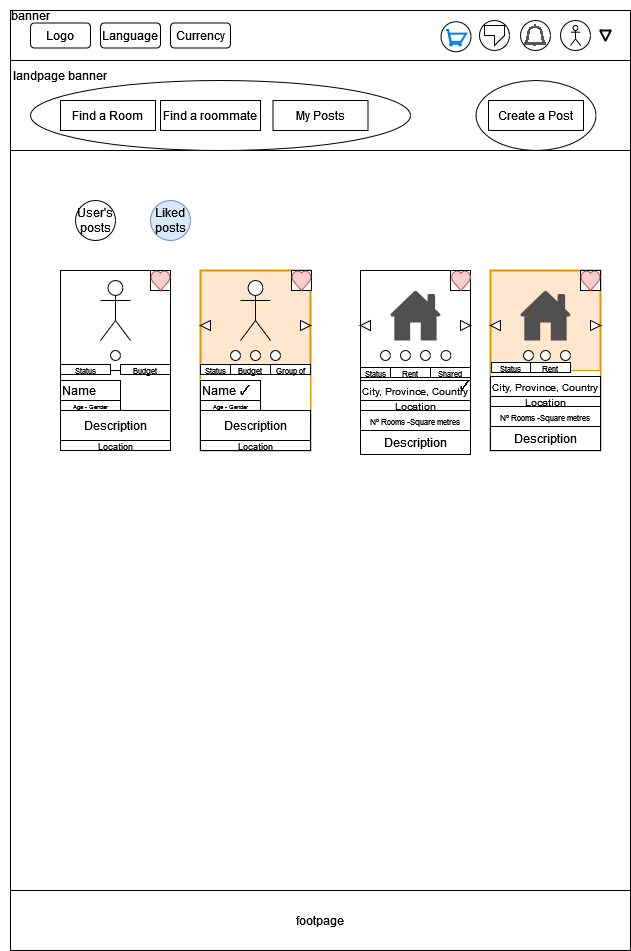 banner
Logo
Language
Currency
landpage banner
Find a Room
Find a roommate
My Posts
Create a Post
User's
posts
Liked
posts
Status
Budget
Name
Age - Gender
Description
Location
Status
Budget
Group of
Name ✓
Age - Gender
Description
Location
Status
Rent
Shared
City, Province, Country
Location
Nº Rooms -Square metres
Description
Status
Rent
City, Province, Country
Location
Nº Rooms -Square metres
Description
footpage